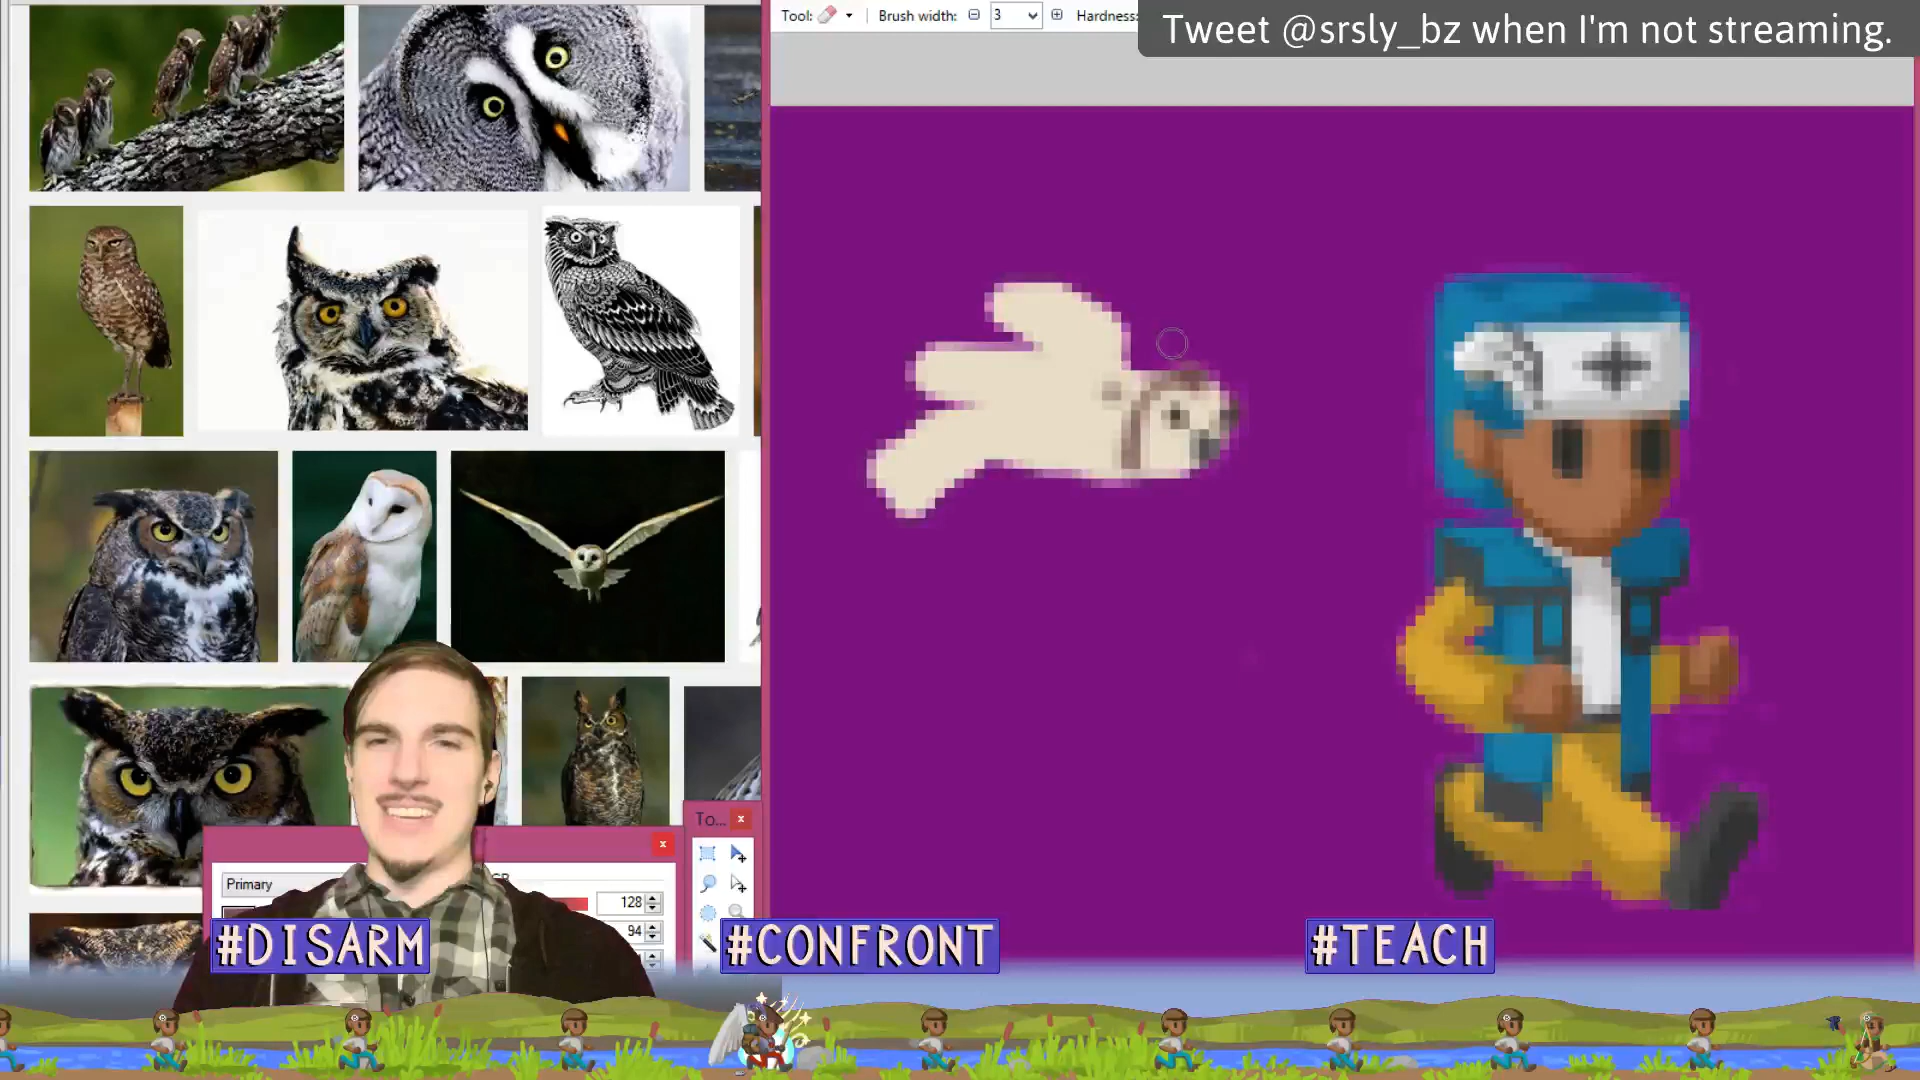 Tool:
Brush width:
3
Hardness:
Tweet @srsly_bz when I'm not streaming.
To...
x
x
Primary
128
94
#DISARM
#CONFRONT
#TEACH